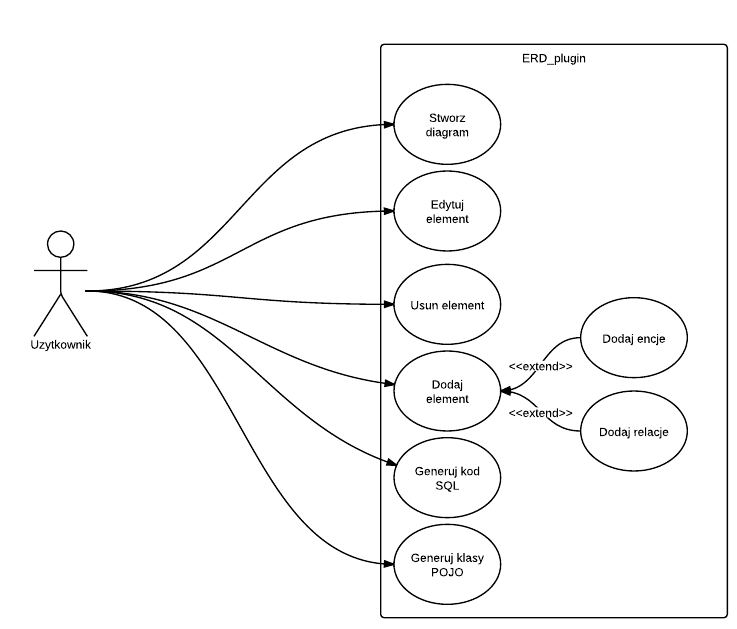 ERD_plugin
Stworz
diagram
Edytuj
element
Usun element
Uzytkownik
Dodaj
element
<<extend>>
Dodaj encje
<<extend>>
Dodaj relacje
Generuj kod
SQL
Generuj klasy
POJO